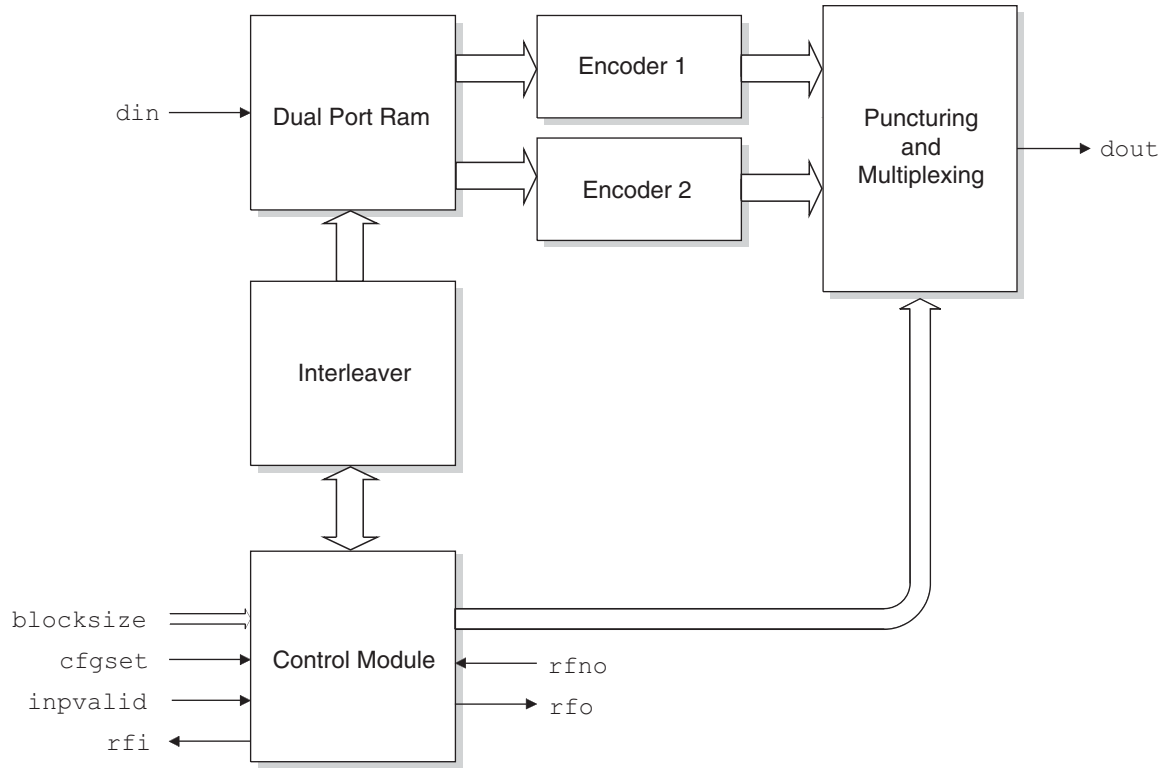 Encoder 1
din
Dual Port Ram
Puncturing
and
Multiplexing
dout
Encoder 2
Interleaver
blocksize
cfgset
inpvalid
rfi
Control Module
rfno
rfo